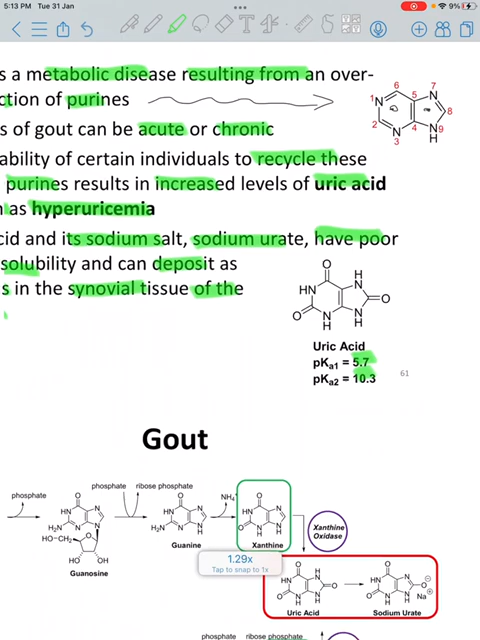 5:13 PM Tue 31 Jan
9%
s a metabolic disease resulting from an over-
ction of purines
s of gout can be acute or chronic
ability of certain individuals to recycle these
purines results in increased levels of uric acid
as hyperuricemia
cid and its sodium salt, sodium urate, have poor
solubility and can deposit as
s in the synovial tissue of the
1
2
3
4
5
6
7
8
9
N
N
N
N
H
O
HN
O
N
H
H
N
N
H
O
Uric Acid
pKa1 = 5.7
pKa2 = 10.3
61
Gout
phosphate
phosphate
ribose phosphate
NH4+
Guanosine
Guanine
Xanthine
Xanthine
Oxidase
1.29x
Tap to snap to 1x
Uric Acid
Sodium Urate
Na
phosphate
ribose phosphate